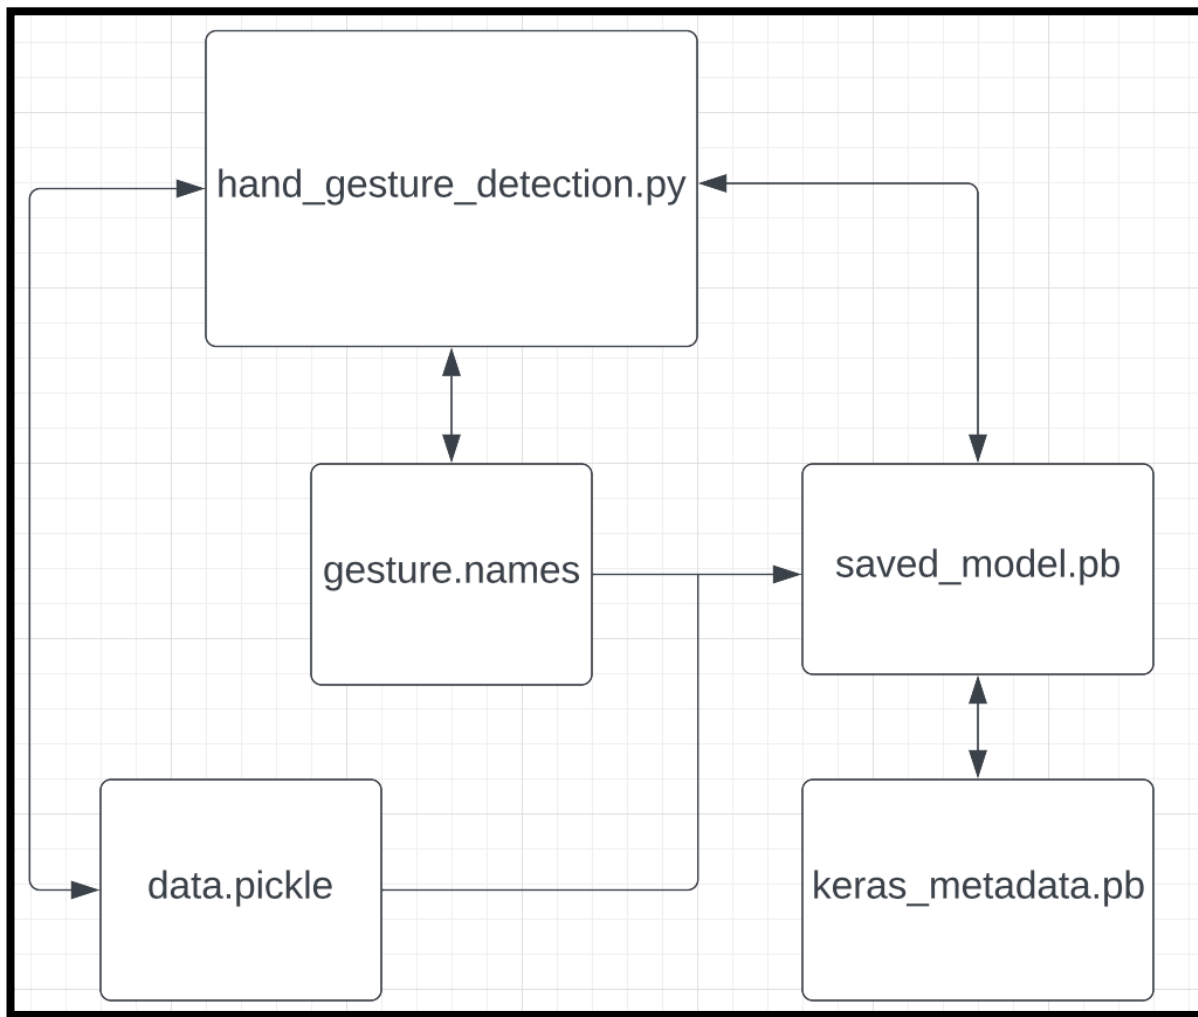 hand_gesture_detection.py
gesture.names
saved_model.pb
data.pickle
keras_metadata.pb